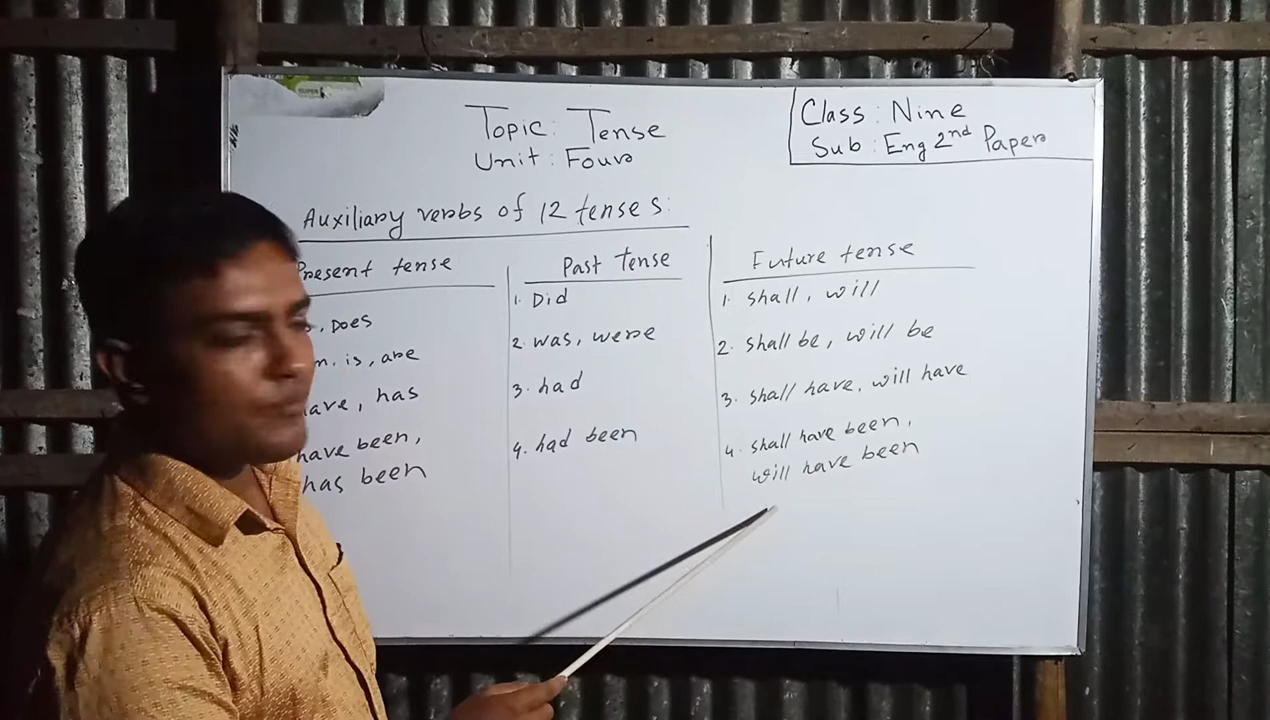 SUPER
Topic: Tense
Unit: Four
Class: Nine
Sub: Eng 2nd Paper
Auxiliary verbs of 12 tenses:
Present tense
, Does
m. is, are
ave, has
have been,
has been
Past tense
1. Did
2. was, were
3. had
4. had been
Future tense
1. shall, will
2. shall be, will be
3. shall have, will have
4. shall have been,
will have been